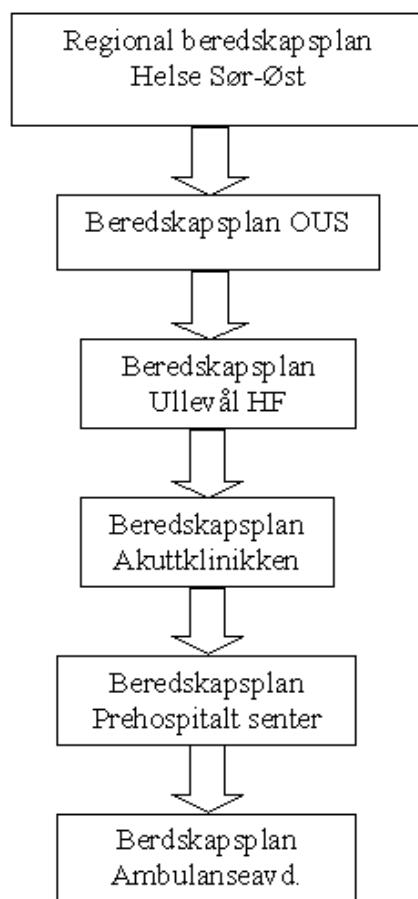 Regional beredskapsplan
Helse Sør-Øst
Beredskapsplan OUS
Beredskapsplan
Ullevål HF
Beredskapsplan
Akuttklinikken
Beredskapsplan
Prehospitalt senter
Berdskapsplan
Ambulanseavd.